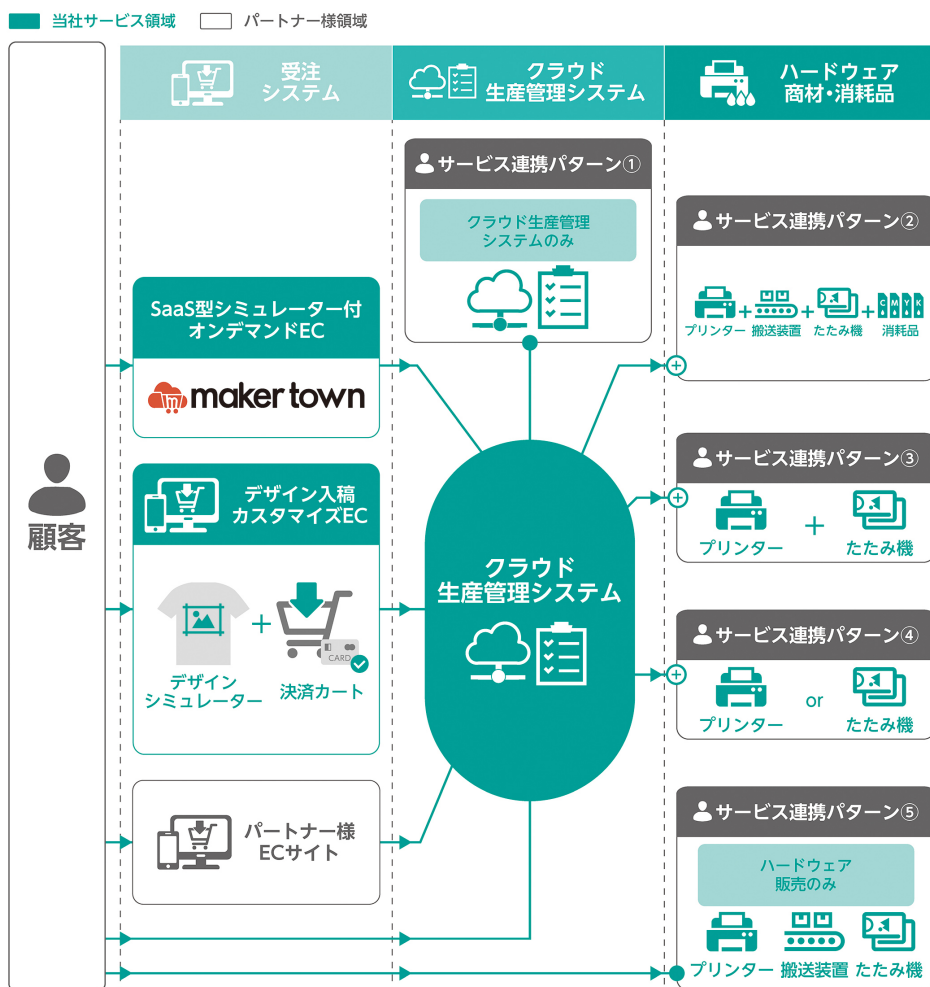 当社サービス領域
パートナー様領域
受注
システム
クラウド
生産管理システム
ハードウェア
商材・消耗品
顧客
サービス連携パターン①
クラウド生産管理
システムのみ
SaaS型シミュレーター付
オンデマンドEC
maker town
デザイン入稿
カスタマイズEC
デザイン
シミュレーター
+
CARD
決済カート
パートナー様
ECサイト
クラウド
生産管理システム
サービス連携パターン②
プリンター
+
搬送装置
+
たたみ機
+
C M Y K
消耗品
サービス連携パターン③
プリンター
+
たたみ機
サービス連携パターン④
プリンター
or
たたみ機
サービス連携パターン⑤
ハードウェア
販売のみ
プリンター
搬送装置
たたみ機